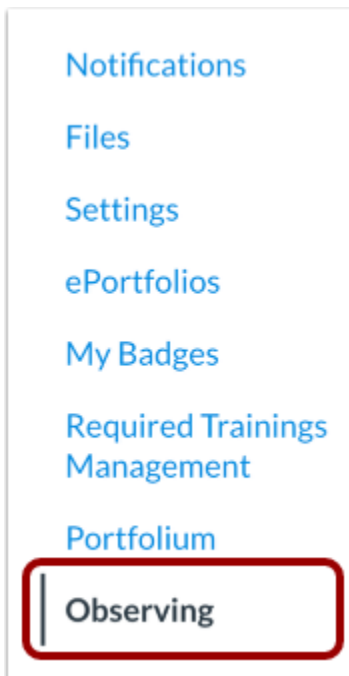 Notifications
Files
Settings
ePortfolios
My Badges
Required Trainings
Management
Portfolium
Observing